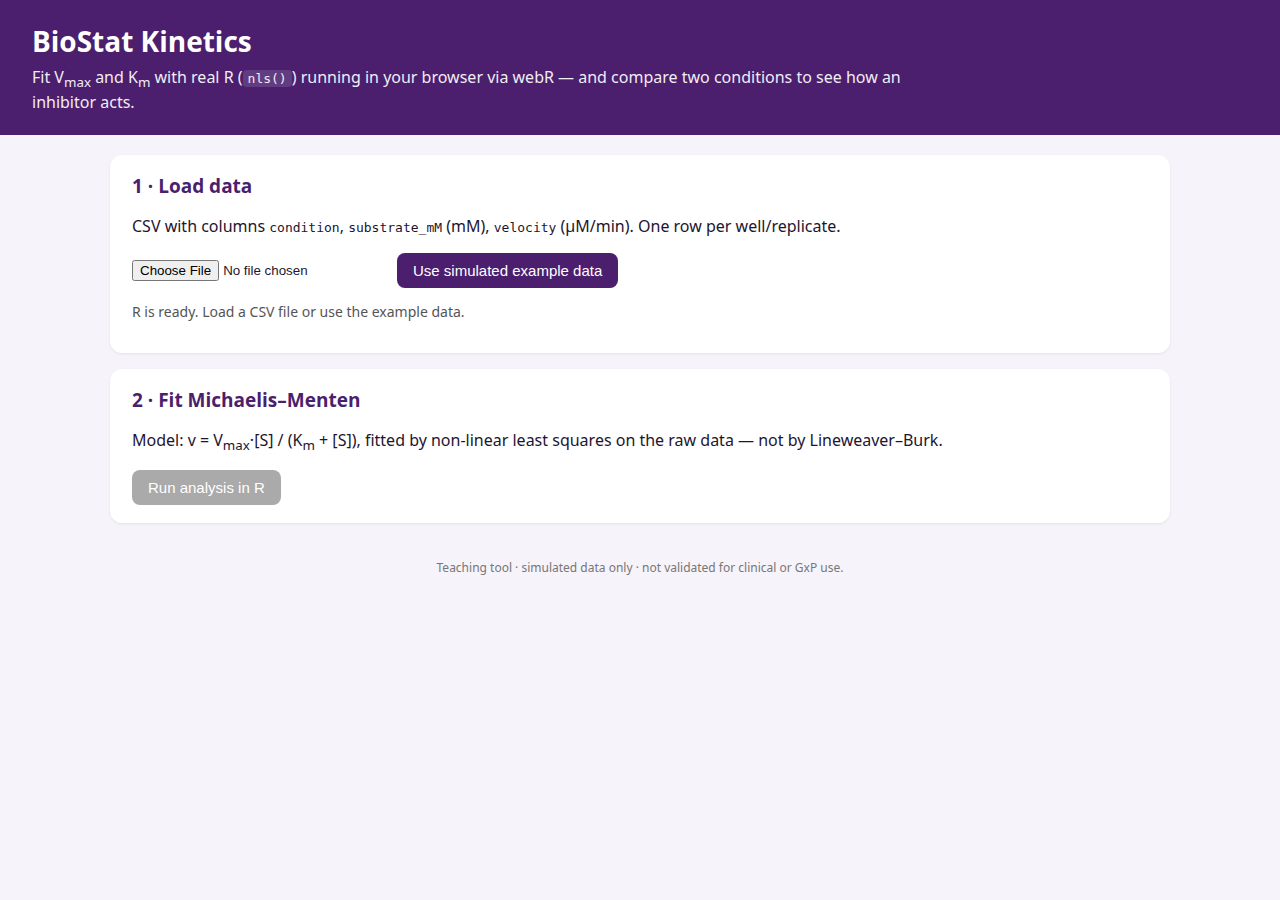 BioStat Kinetics
Fit Vmax and Km with real R ( nls() ) running in your browser via webR — and compare two conditions to see how an
inhibitor acts.
1 · Load data
CSV with columns condition, substrate_mM (mM), velocity (µM/min). One row per well/replicate.
Choose File No file chosen Use simulated example data
R is ready. Load a CSV file or use the example data.
2 · Fit Michaelis–Menten
Model: v = Vmax·[S] / (Km + [S]), fitted by non-linear least squares on the raw data — not by Lineweaver–Burk.
Run analysis in R
Teaching tool · simulated data only · not validated for clinical or GxP use.